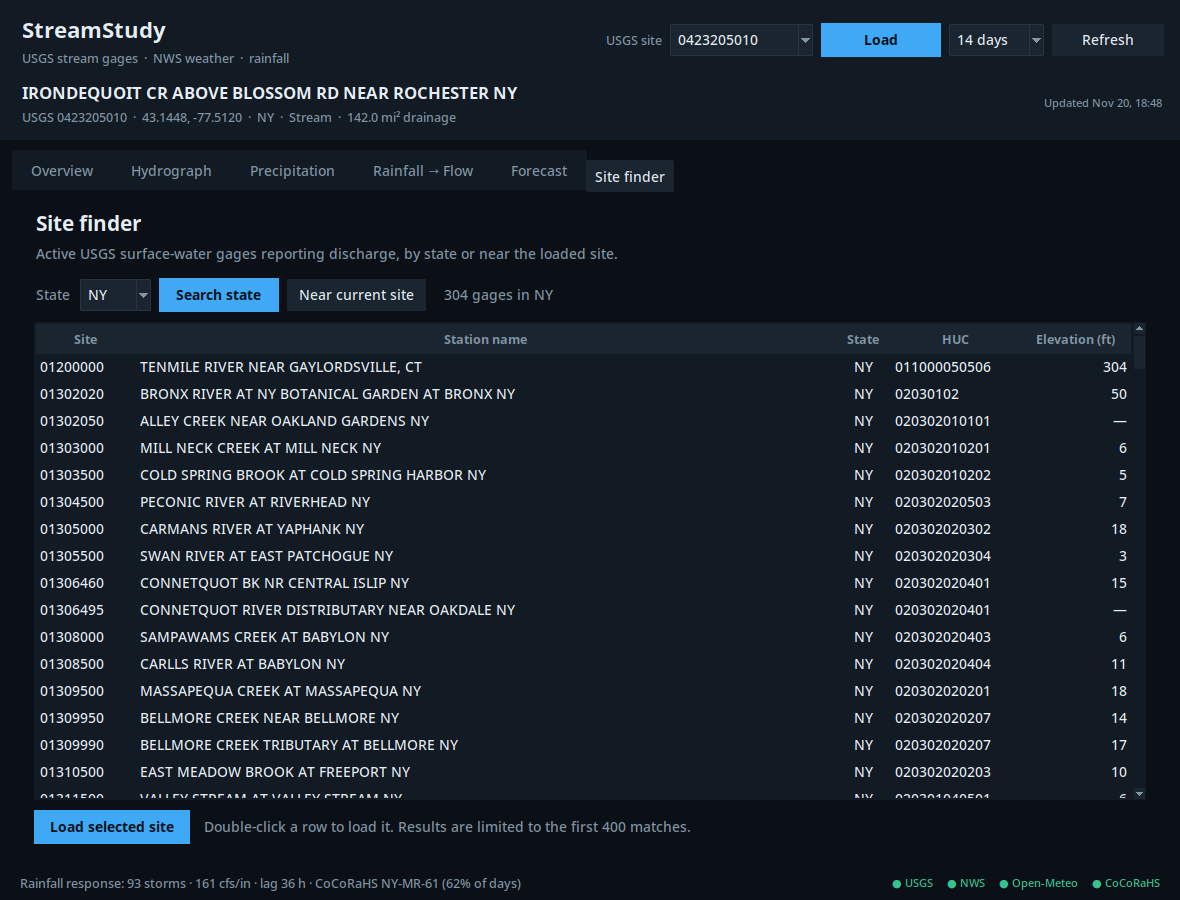 StreamStudy
USGS stream gages · NWS weather · rainfall
USGS site 0423205010 Load 14 days Refresh
IRONDEQUOIT CR ABOVE BLOSSOM RD NEAR ROCHESTER NY
USGS 0423205010 · 43.1448, -77.5120 · NY · Stream · 142.0 mi² drainage
Updated Nov 20, 18:48
Overview Hydrograph Precipitation Rainfall → Flow Forecast Site finder
Site finder
Active USGS surface-water gages reporting discharge, by state or near the loaded site.
State NY Search state Near current site 304 gages in NY
Site Station name State HUC Elevation (ft)
01200000 TENMILE RIVER NEAR GAYLORDSVILLE, CT NY 011000050506 304
01302020 BRONX RIVER AT NY BOTANICAL GARDEN AT BRONX NY NY 02030102 50
01302050 ALLEY CREEK NEAR OAKLAND GARDENS NY NY 020302010101 —
01303000 MILL NECK CREEK AT MILL NECK NY NY 020302010201 6
01303500 COLD SPRING BROOK AT COLD SPRING HARBOR NY NY 020302010202 5
01304500 PECONIC RIVER AT RIVERHEAD NY NY 020302020503 7
01305000 CARMANS RIVER AT YAPHANK NY NY 020302020302 18
01305500 SWAN RIVER AT EAST PATCHOGUE NY NY 020302020304 3
01306460 CONNETQUOT BK NR CENTRAL ISLIP NY NY 020302020401 15
01306495 CONNETQUOT RIVER DISTRIBUTARY NEAR OAKDALE NY NY 020302020401 —
01308000 SAMPAWAMS CREEK AT BABYLON NY NY 020302020403 6
01308500 CARLLS RIVER AT BABYLON NY NY 020302020404 11
01309500 MASSAPEQUA CREEK AT MASSAPEQUA NY NY 020302020201 18
01309950 BELLMORE CREEK NEAR BELLMORE NY NY 020302020207 14
01309990 BELLMORE CREEK TRIBUTARY AT BELLMORE NY NY 020302020207 17
01310500 EAST MEADOW BROOK AT FREEPORT NY NY 020302020203 10
01311500 VALLEY STREAM AT VALLEY STREAM NY NY
Load selected site Double-click a row to load it. Results are limited to the first 400 matches.
Rainfall response: 93 storms · 161 cfs/in · lag 36 h · CoCoRaHS NY-MR-61 (62% of days)
USGS NWS Open-Meteo CoCoRaHS